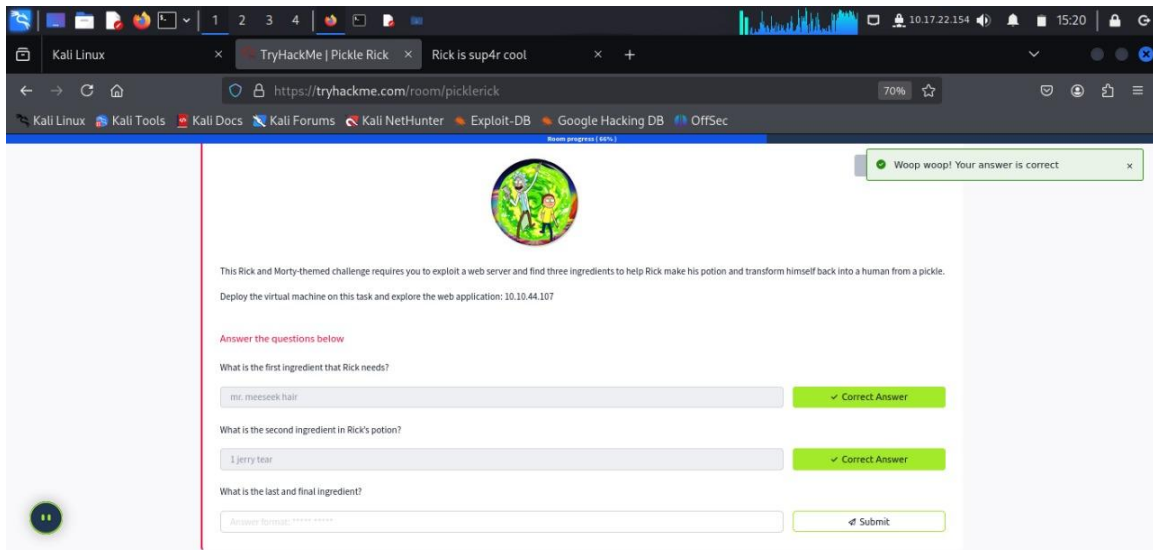 1 2 3 4 10.17.22.154 15:20
Kali Linux TryHackMe | Pickle Rick Rick is sup4r cool
https://tryhackme.com/room/picklerick 70%
Kali Linux Kali Tools Kali Docs Kali Forums Kali NetHunter Exploit-DB Google Hacking DB OffSec
Room progress ( 66% )
Woop woop! Your answer is correct
This Rick and Morty-themed challenge requires you to exploit a web server and find three ingredients to help Rick make his potion and transform himself back into a human from a pickle.
Deploy the virtual machine on this task and explore the web application: 10.10.44.107
Answer the questions below
What is the first ingredient that Rick needs?
mr. meeseek hair Correct Answer
What is the second ingredient in Rick's potion?
1 jerry tear Correct Answer
What is the last and final ingredient?
Answer format: ***** ***** Submit